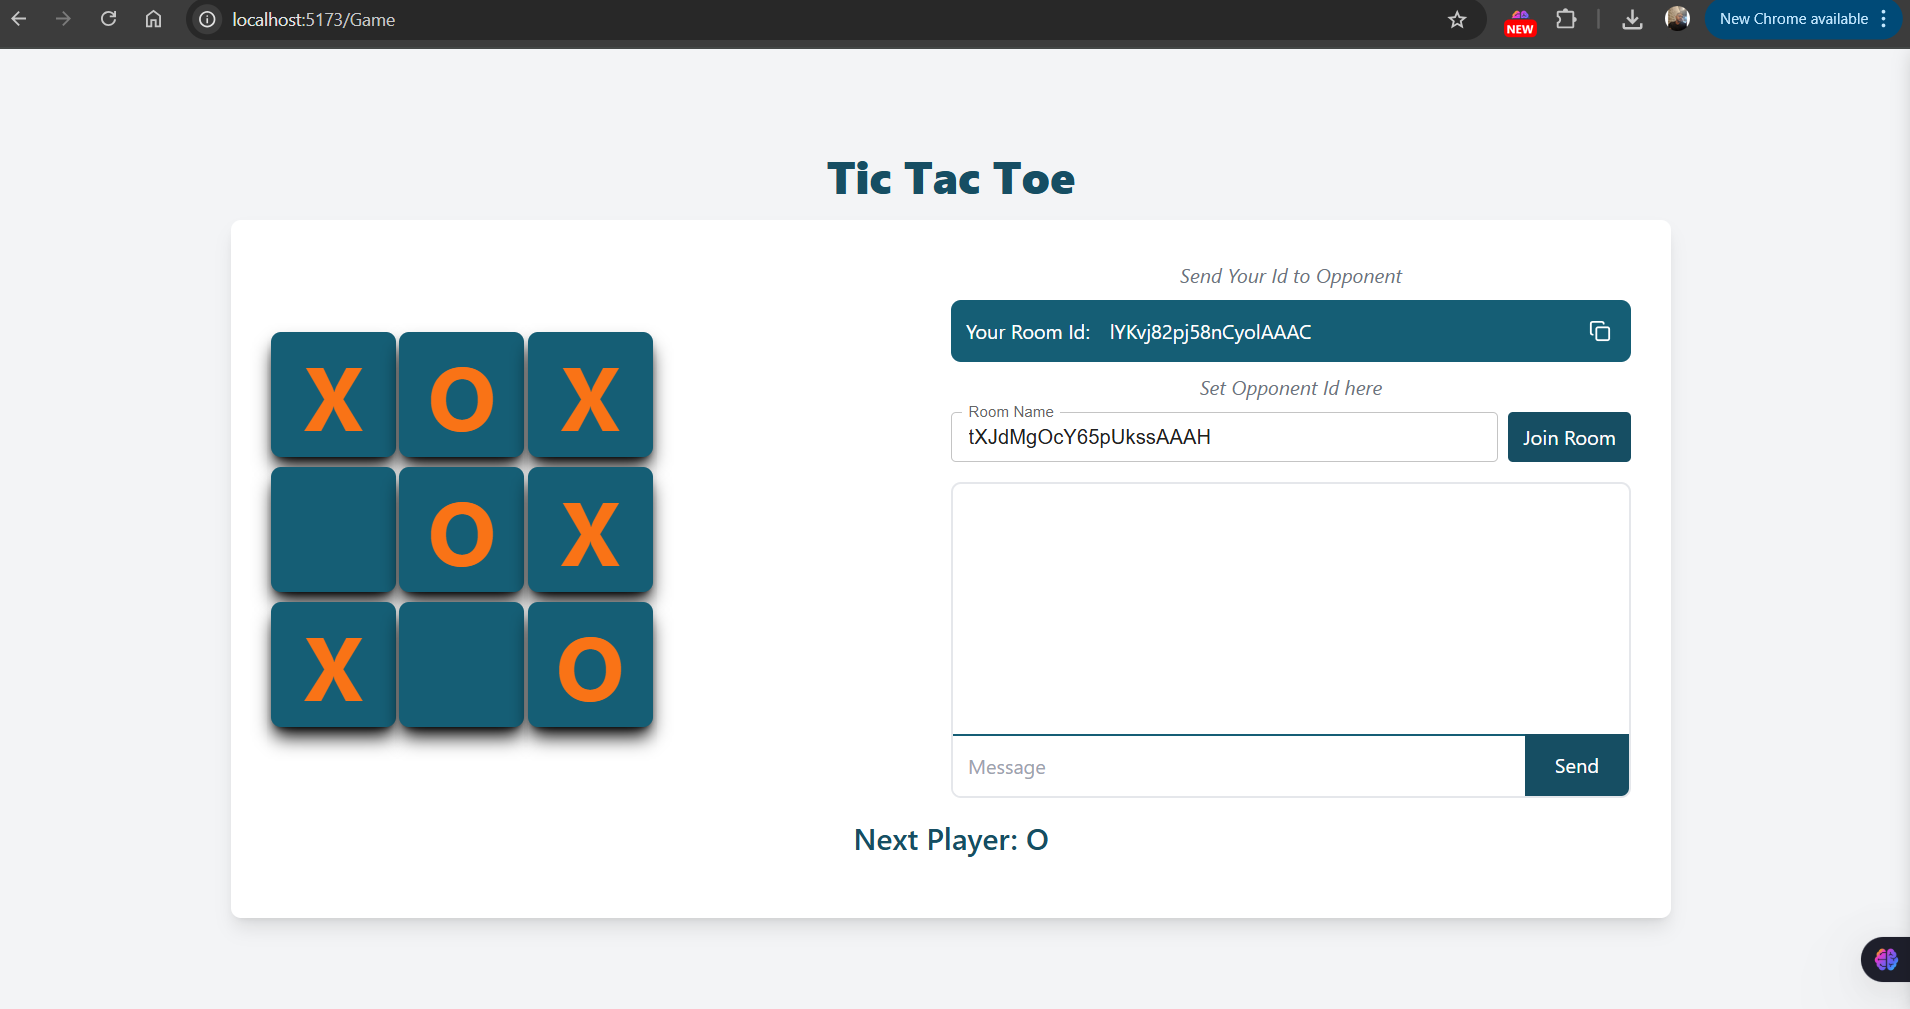 localhost:5173/Game
NEW
New Chrome available
Tic Tac Toe
X O X
O X
X O
Send Your Id to Opponent
Your Room Id: lYKvj82pj58nCyolAAAC
Set Opponent Id here
Room Name
tXJdMgOcY65pUkssAAAH
Join Room
Message
Send
Next Player: O